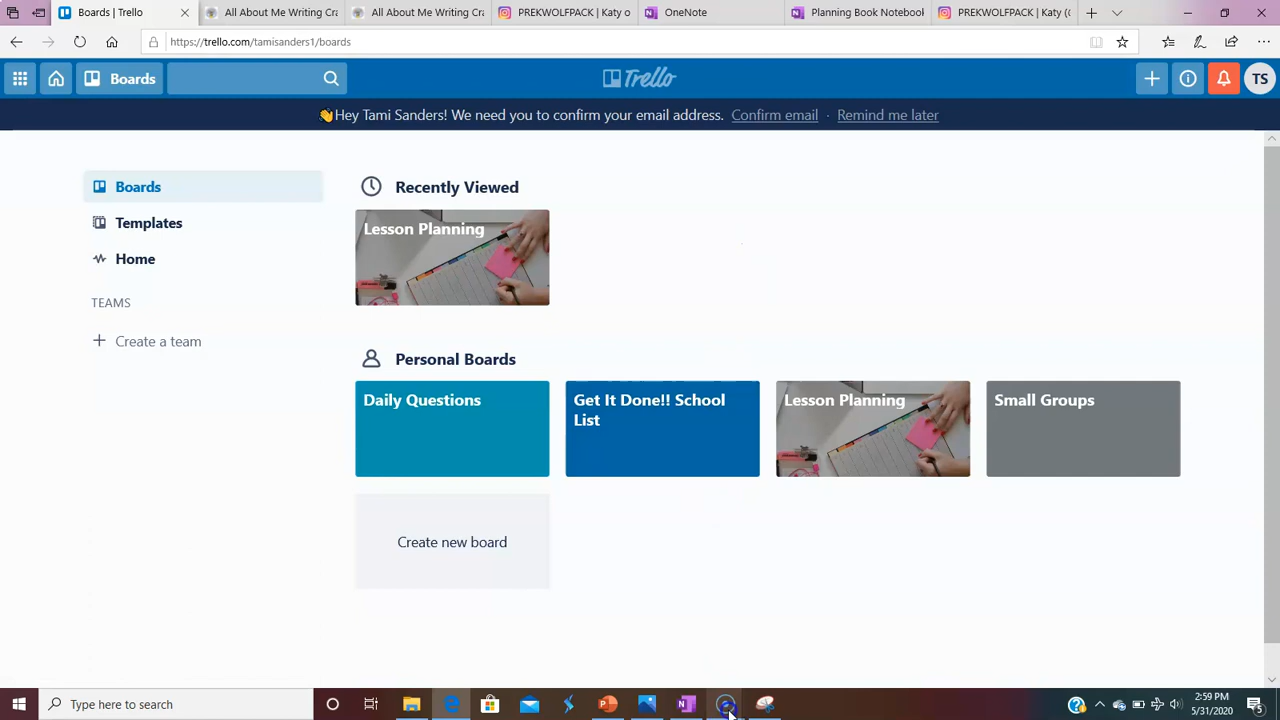 Boards | Trello
All About Me Writing Cra
All About Me Writing Cra
PREKWOLFPACK | Katy o
OneNote
Planning Book Notebool
PREKWOLFPACK | Katy (
https://trello.com/tamisanders1/boards
Boards
Trello
TS
👋Hey Tami Sanders! We need you to confirm your email address. Confirm email · Remind me later
Boards
Templates
Home
TEAMS
Create a team
Recently Viewed
Lesson Planning
Personal Boards
Daily Questions
Get It Done!! School
List
Lesson Planning
Small Groups
Create new board
Type here to search
2:59 PM
5/31/2020
5